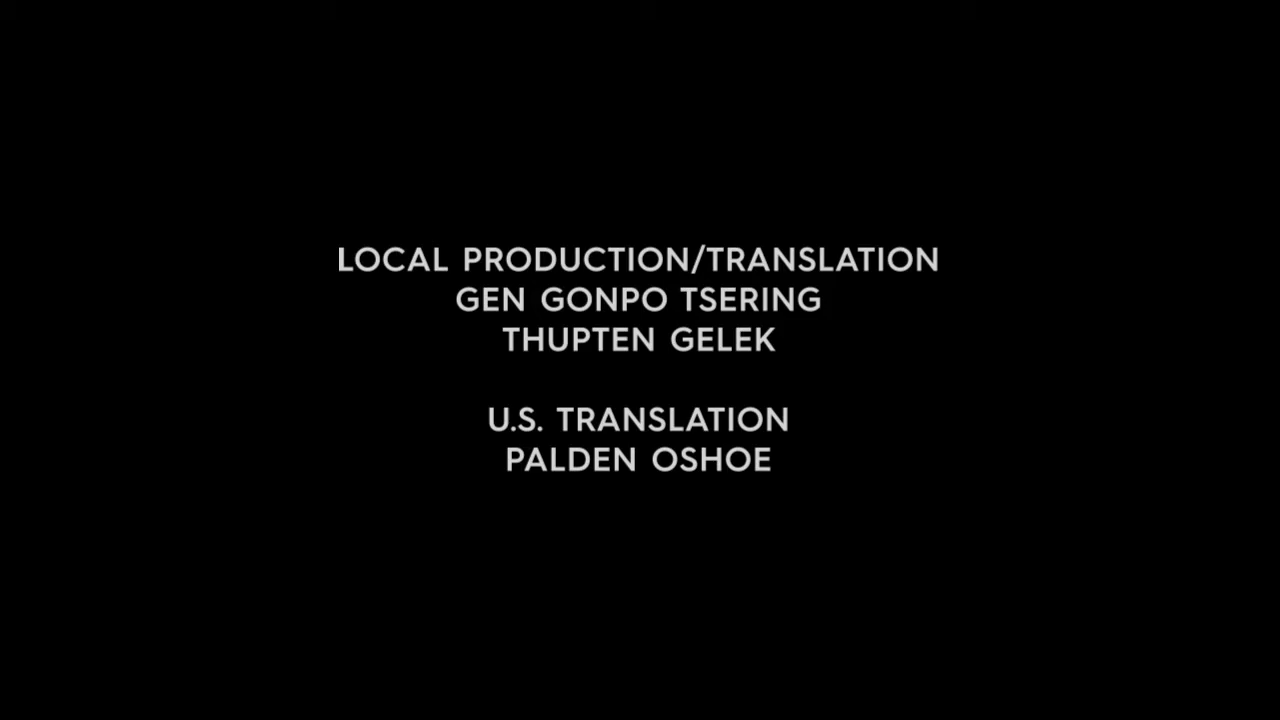 LOCAL PRODUCTION/TRANSLATION
GEN GONPO TSERING
THUPTEN GELEK
U.S. TRANSLATION
PALDEN OSHOE